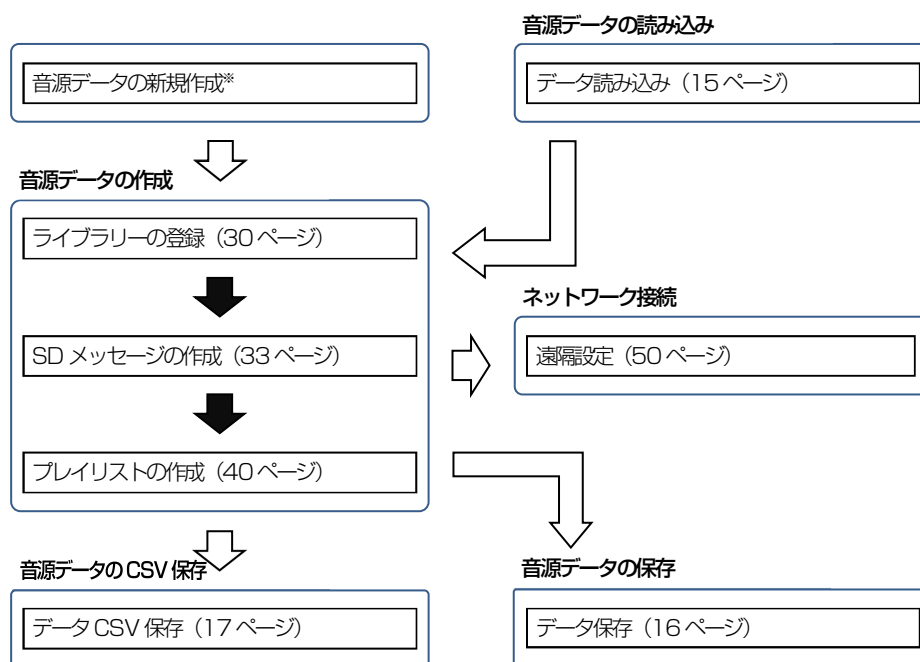 音源データの読み込み
音源データの新規作成※
データ読み込み（15 ページ）
音源データの作成
ライブラリーの登録（30 ページ）
ネットワーク接続
SD メッセージの作成（33 ページ）
遠隔設定（50 ページ）
プレイリストの作成（40 ページ）
音源データの CSV 保存
音源データの保存
データ CSV 保存（17 ページ）
データ保存（16 ページ）